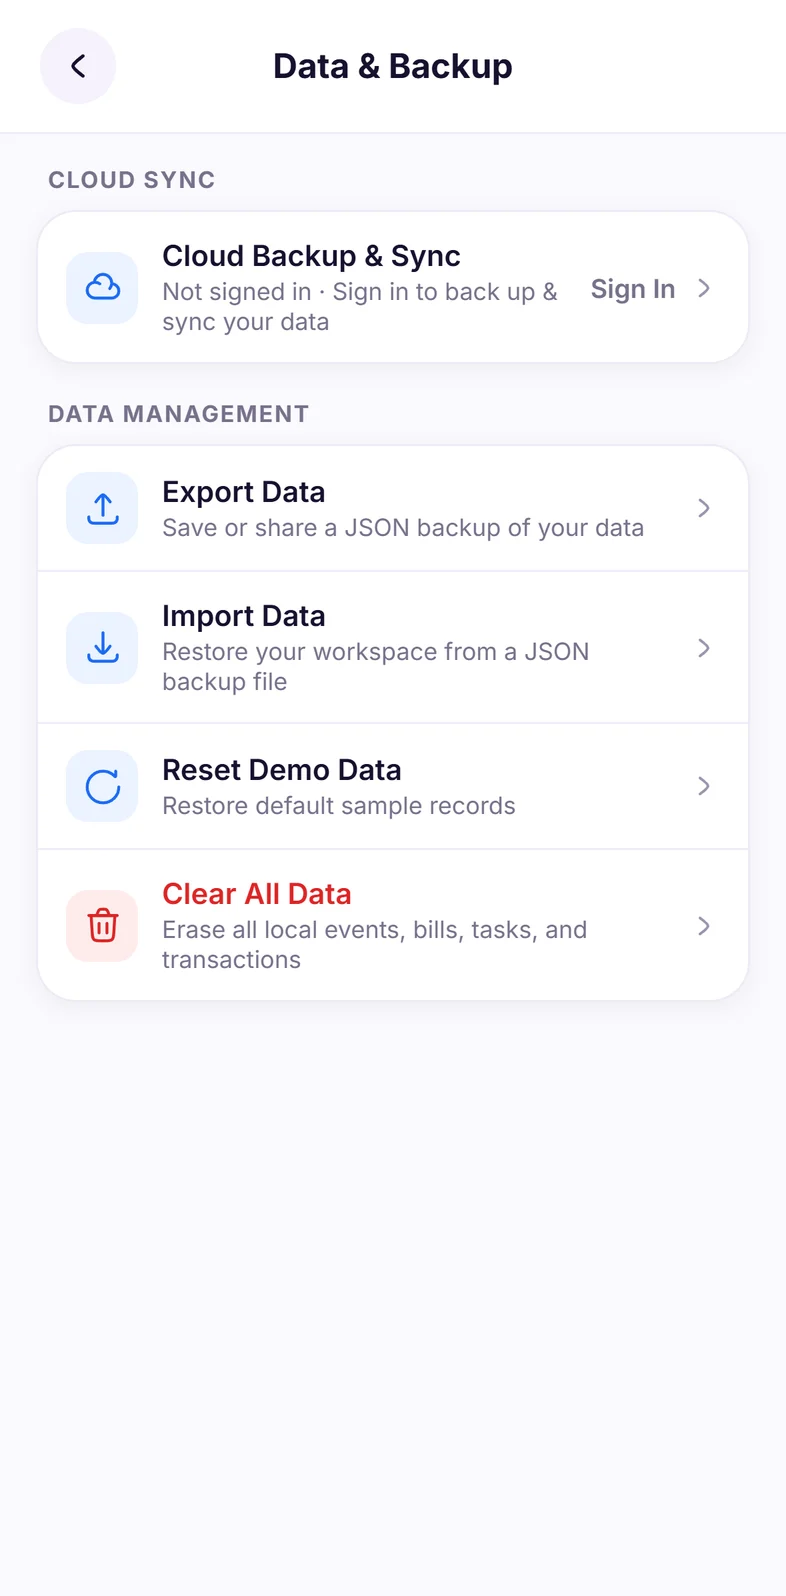 Data & Backup
CLOUD SYNC
Cloud Backup & Sync
Not signed in · Sign in to back up &
sync your data
Sign In
DATA MANAGEMENT
Export Data
Save or share a JSON backup of your data
Import Data
Restore your workspace from a JSON
backup file
Reset Demo Data
Restore default sample records
Clear All Data
Erase all local events, bills, tasks, and
transactions